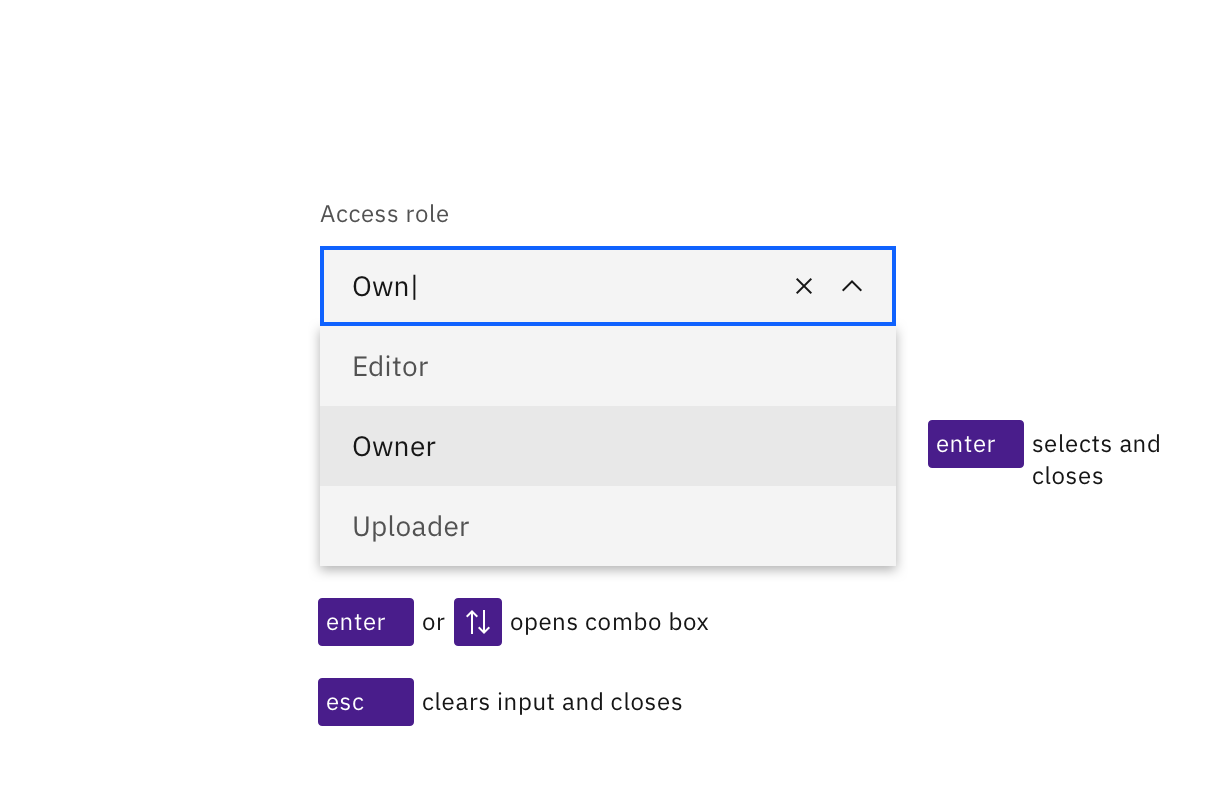 Access role
Own
Editor
Owner
enter selects and
closes
Uploader
enter or ↑↓ opens combo box
esc clears input and closes